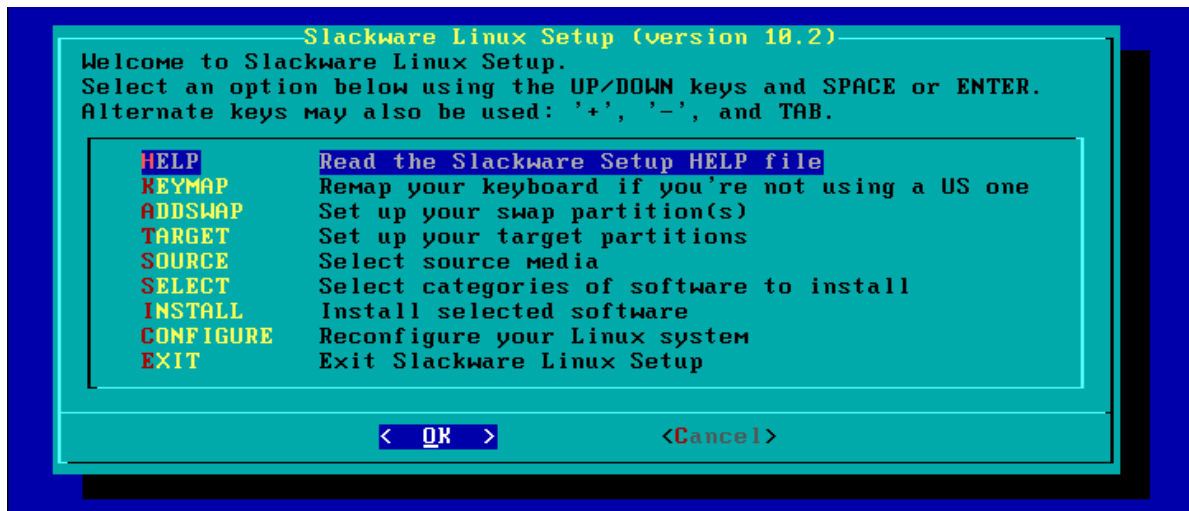 Slackware Linux Setup (version 10.2)
Welcome to Slackware Linux Setup.
Select an option below using the UP/DOWN keys and SPACE or ENTER.
Alternate keys may also be used: '+', '-', and TAB.
HELP Read the Slackware Setup HELP file
KEYMAP Remap your keyboard if you're not using a US one
ADDSWAP Set up your swap partition(s)
TARGET Set up your target partitions
SOURCE Select source media
SELECT Select categories of software to install
INSTALL Install selected software
CONFIGURE Reconfigure your Linux system
EXIT Exit Slackware Linux Setup
< OK > <Cancel>